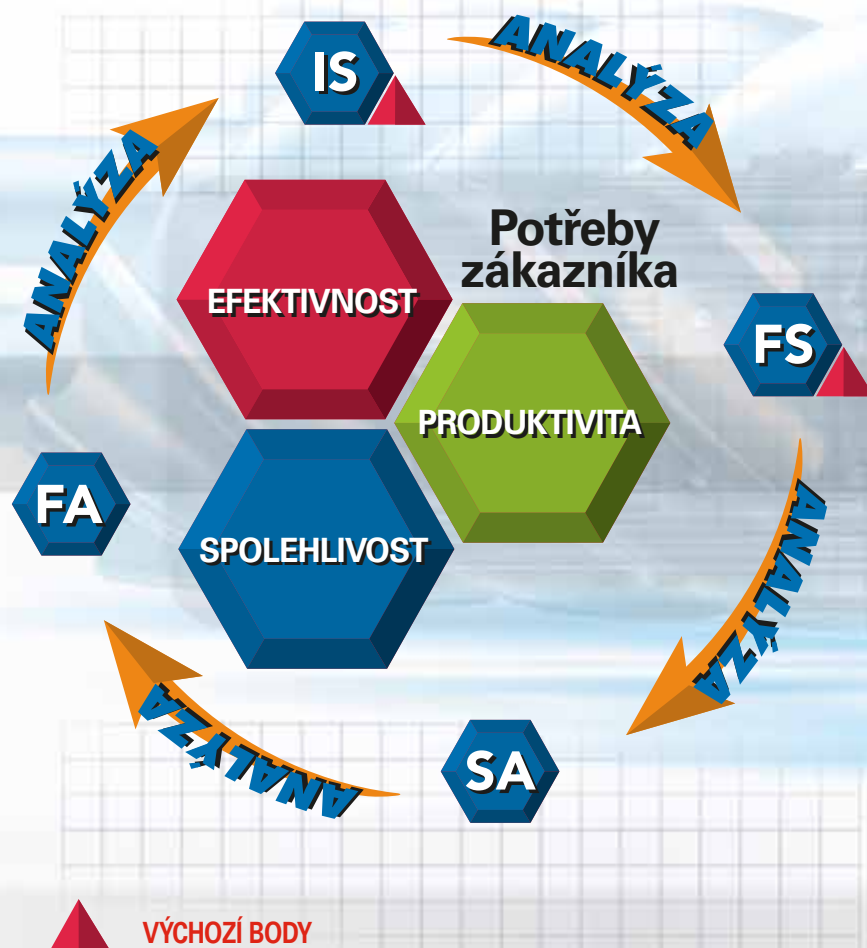 IS
ANALÝZA
ANALÝZA
Potřeby
zákazníka
EFEKTIVNOST
FS
PRODUKTIVITA
FA
SPOLEHLIVOST
ANALÝZA
ANALÝZA
SA
VÝCHOZÍ BODY